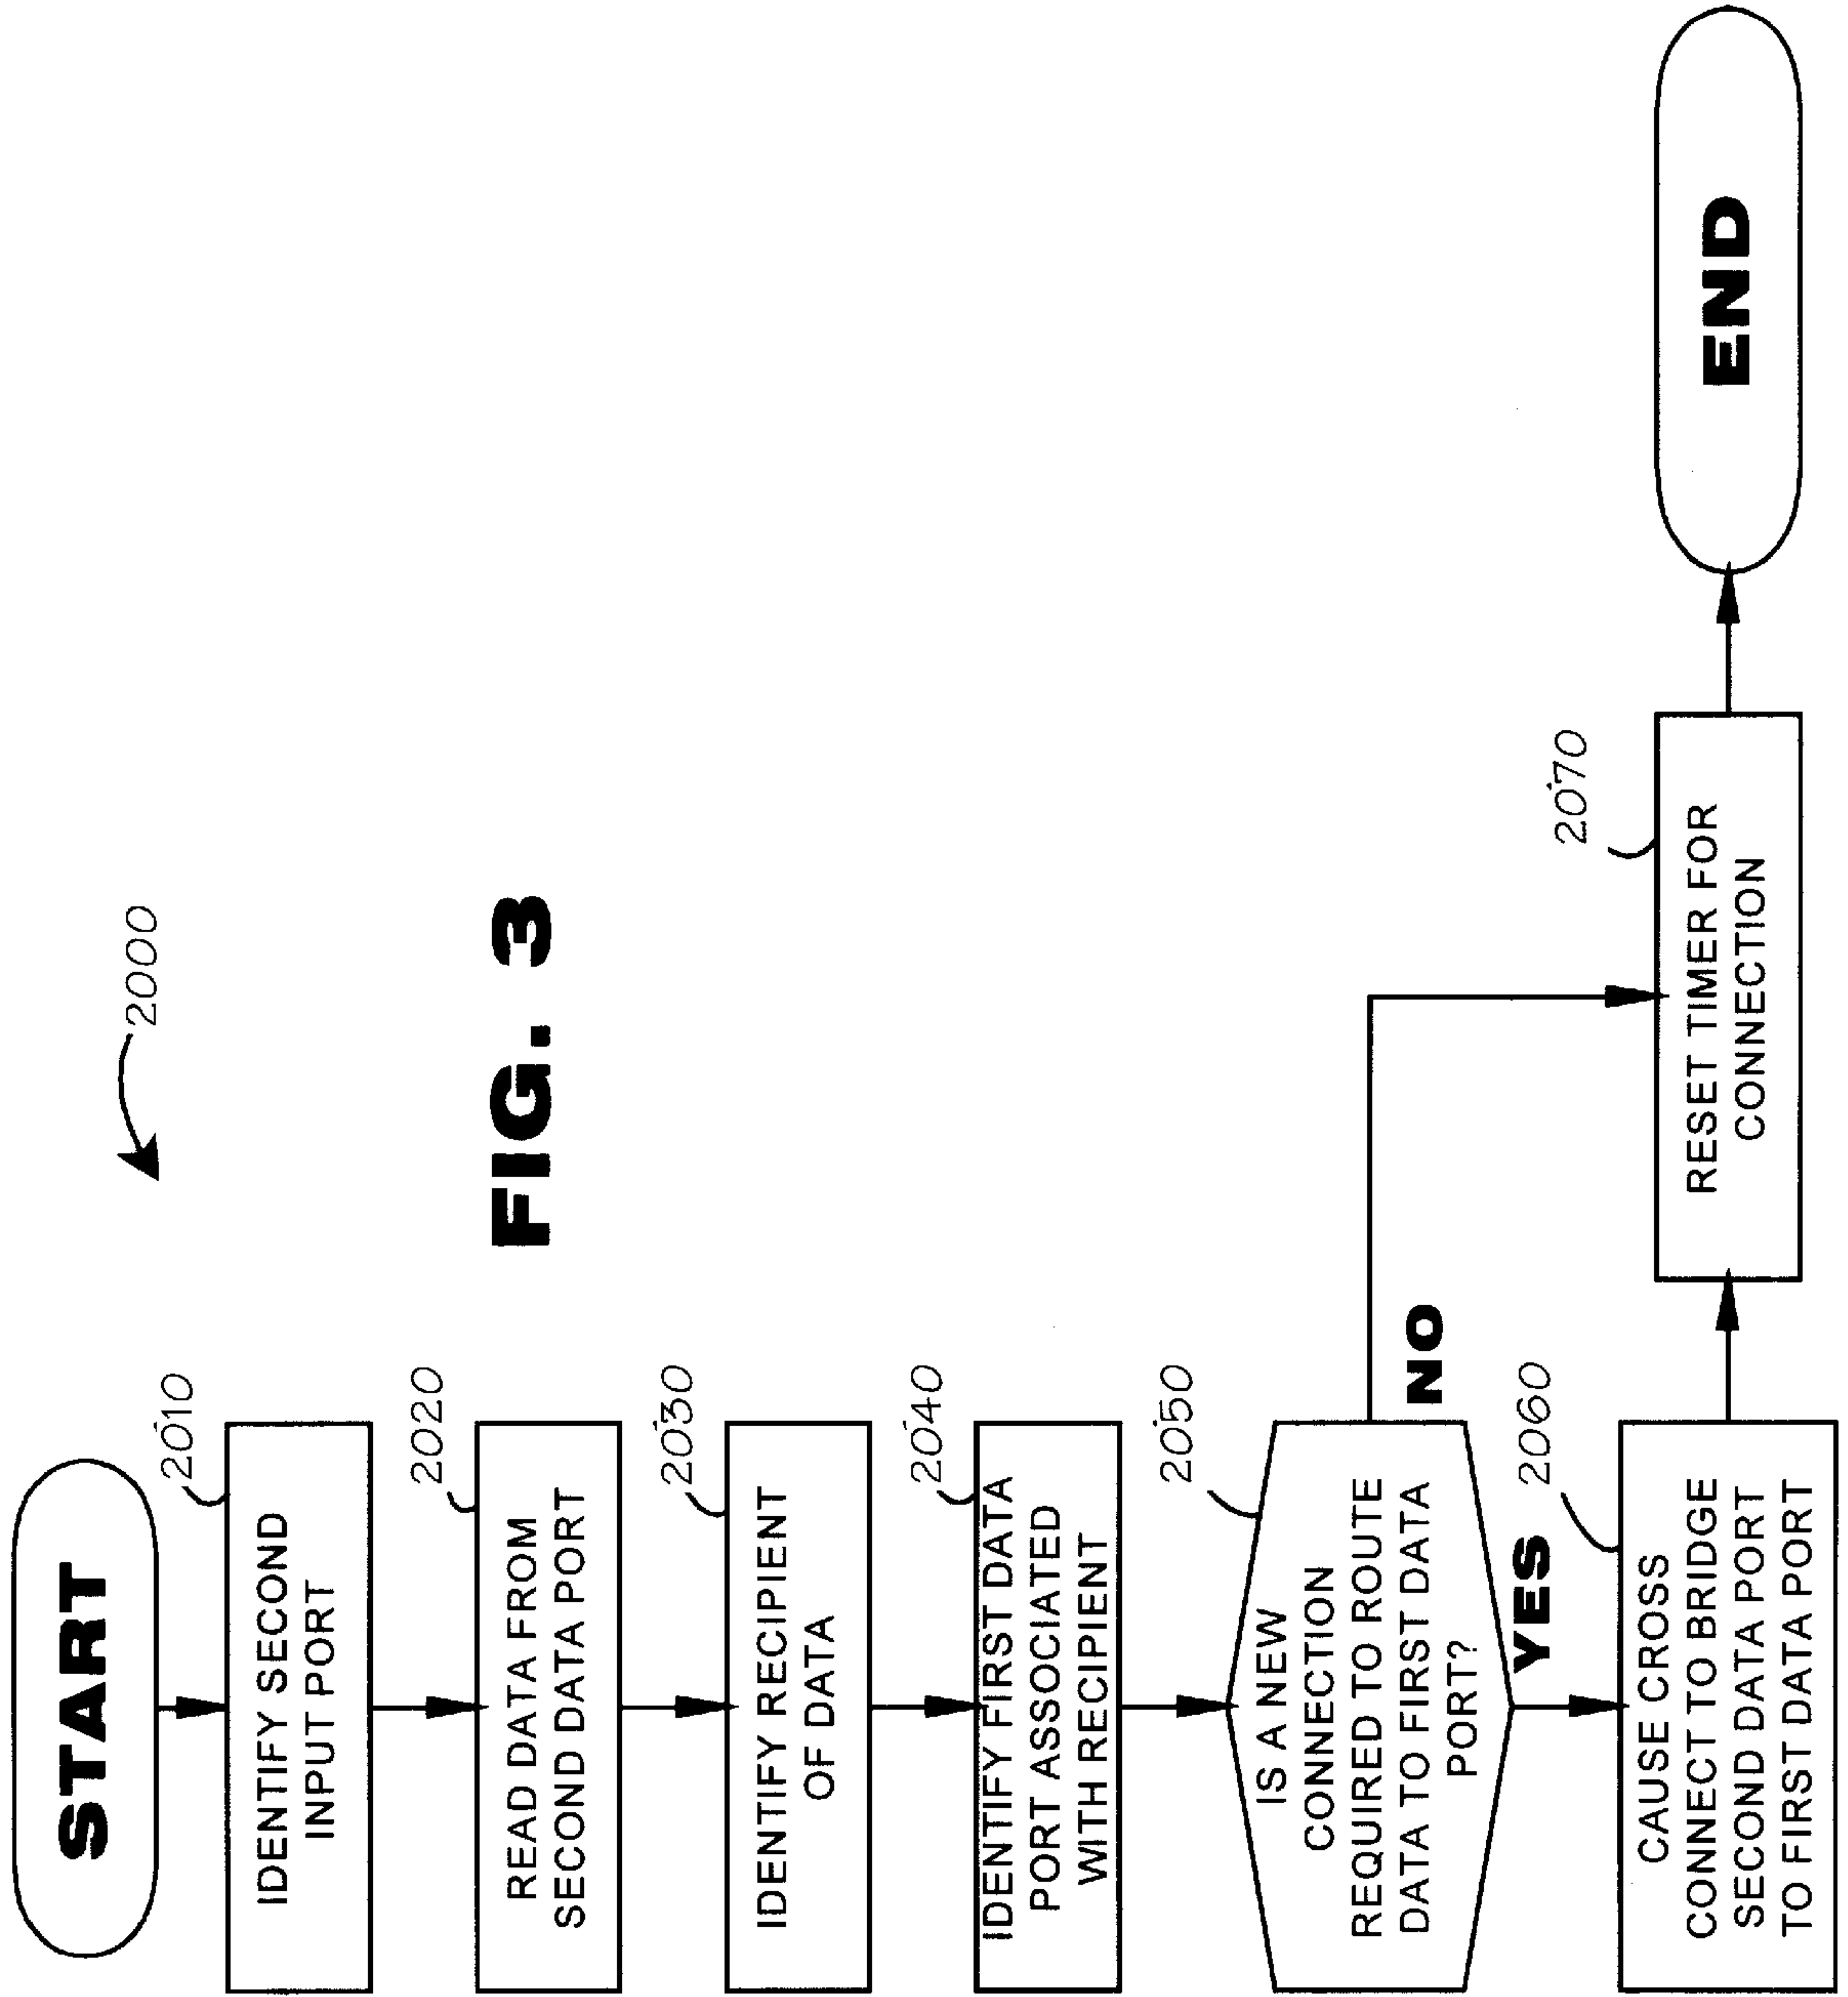 START
2010
IDENTIFY SECOND
INPUT PORT
2020
READ DATA FROM
SECOND DATA PORT
2030
IDENTIFY RECIPIENT
OF DATA
2040
IDENTIFY FIRST DATA
PORT ASSOCIATED
WITH RECIPIENT
2050
IS A NEW
CONNECTION
REQUIRED TO ROUTE
DATA TO FIRST DATA
PORT?
NO
YES
2060
CAUSE CROSS
CONNECT TO BRIDGE
SECOND DATA PORT
TO FIRST DATA PORT
2070
RESET TIMER FOR
CONNECTION
END
2000
FIG. 3